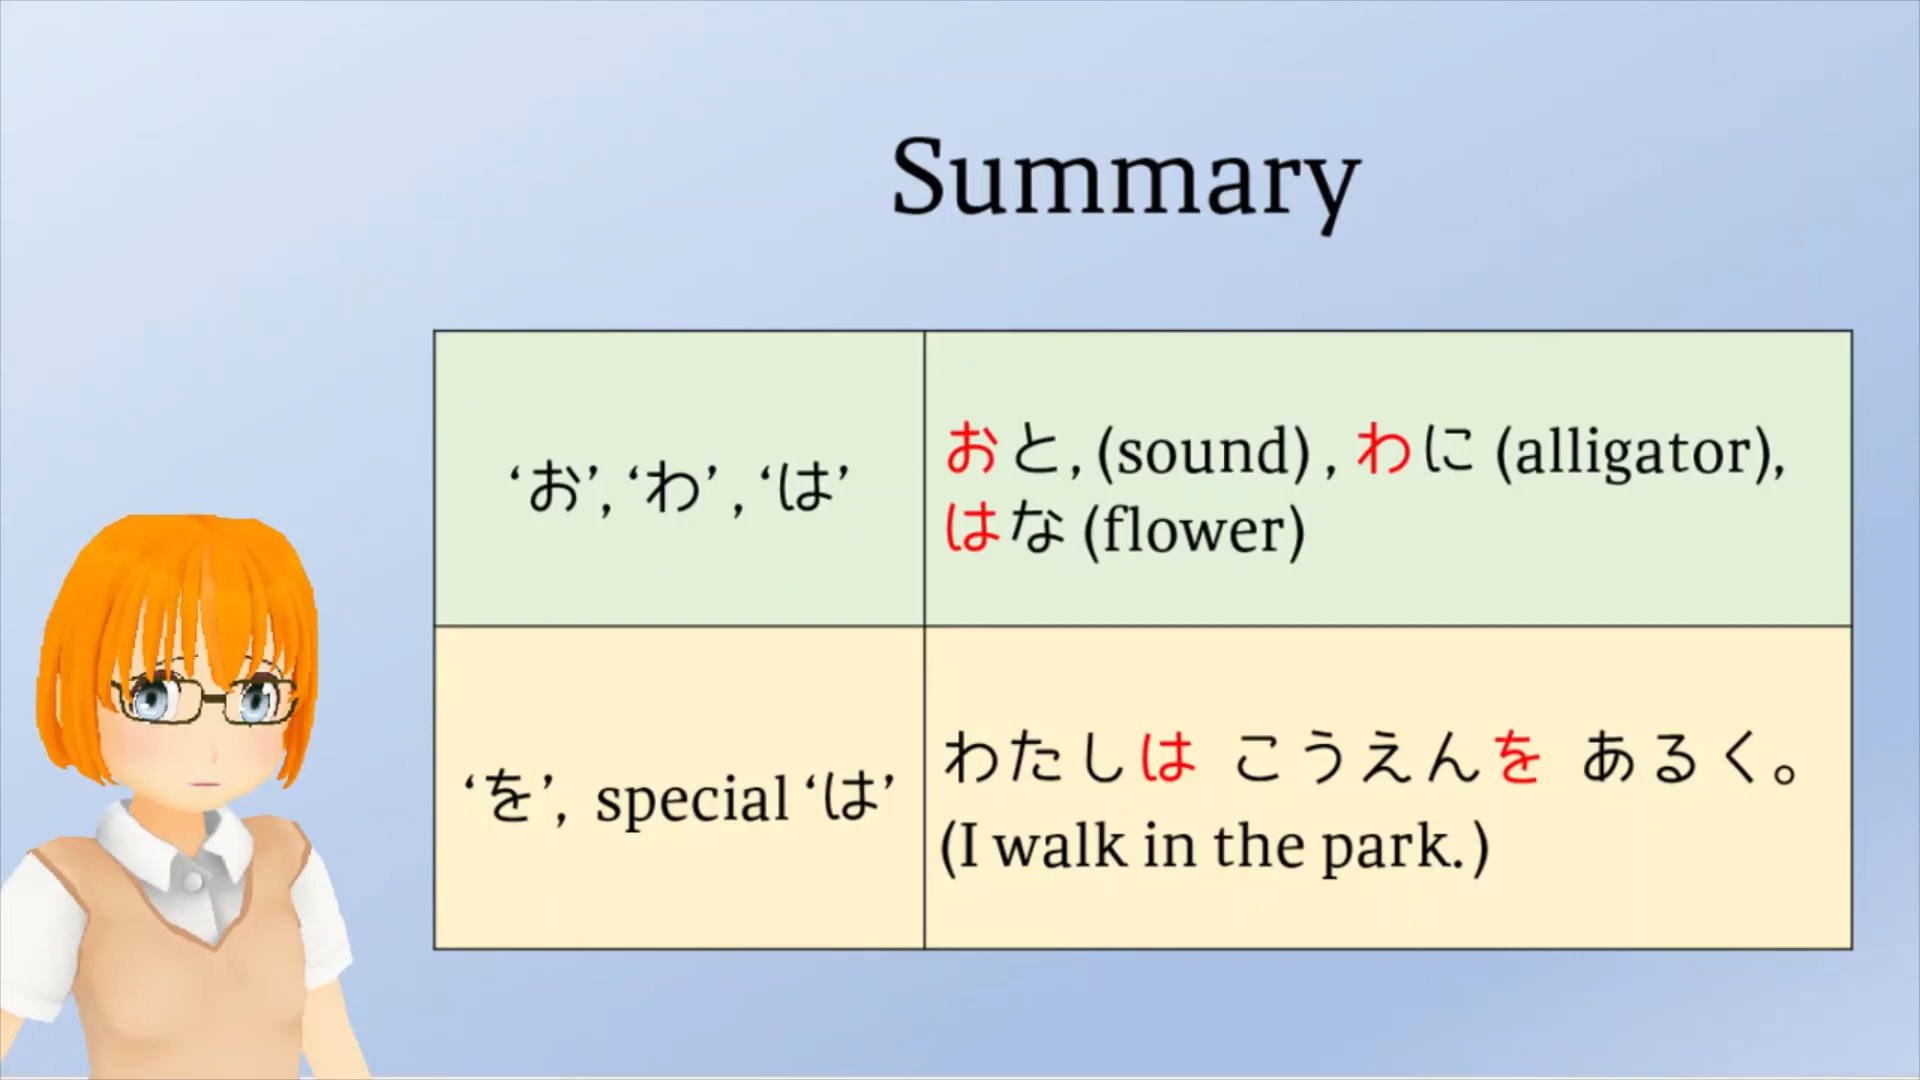 Summary
‘お’, ‘わ’, ‘は’
おと, (sound) , わに (alligator),
はな (flower)
‘を’, special ‘は’
わたしは こうえんを あるく。
(I walk in the park.)